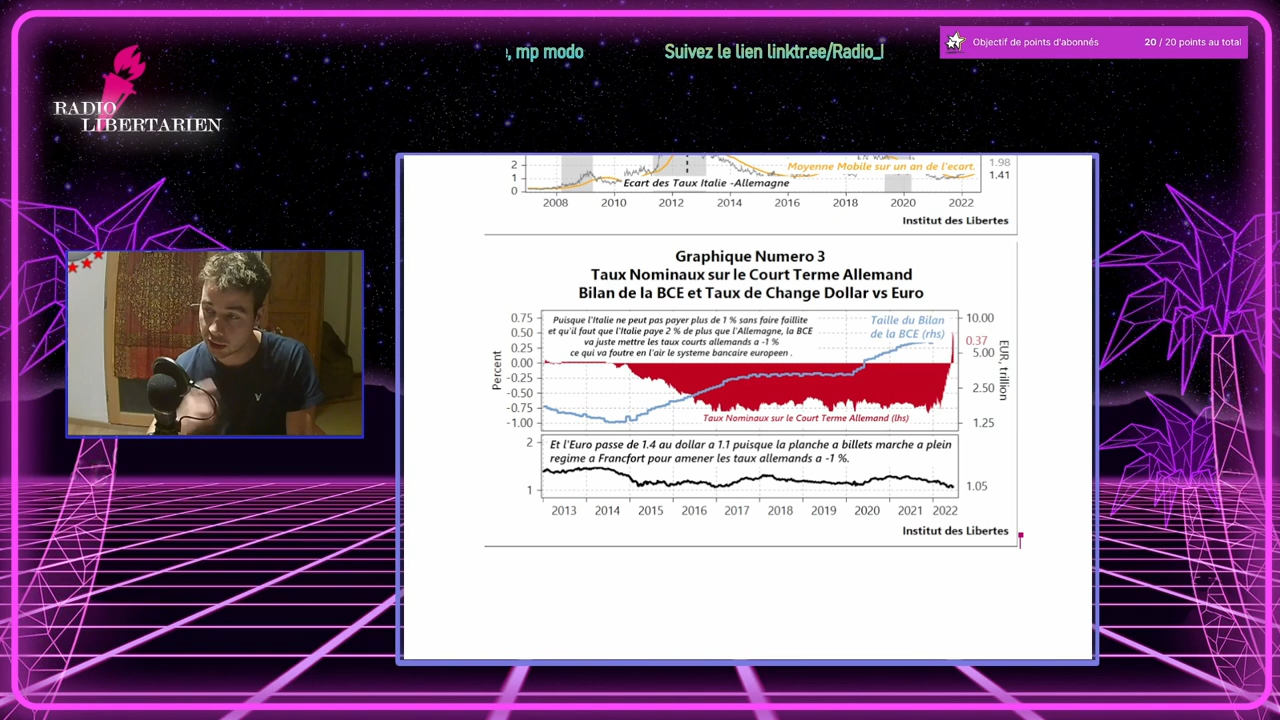 , mp modo
Suivez le lien linktr.ee/Radio_l
Objectif de points d'abonnés
20 / 20 points au total
RADIO
LIBERTARIEN
2
1
0
Moyenne Mobile sur un an de l'ecart.
1.98
1.41
Ecart des Taux Italie -Allemagne
2008 2010 2012 2014 2016 2018 2020 2022
Institut des Libertes
Graphique Numero 3
Taux Nominaux sur le Court Terme Allemand
Bilan de la BCE et Taux de Change Dollar vs Euro
Puisque l'Italie ne peut pas payer plus de 1 % sans faire faillite
et qu'il faut que l'Italie paye 2 % de plus que l'Allemagne, la BCE
va juste mettre les taux courts allemands a -1 %
ce qui va foutre en l'air le systeme bancaire europeen .
Taille du Bilan
de la BCE (rhs)
Percent
0.75
0.50
0.25
0.00
-0.25
-0.50
-0.75
-1.00
10.00
0.37
5.00
2.50
1.25
EUR, trillion
Taux Nominaux sur le Court Terme Allemand (lhs)
Et l'Euro passe de 1.4 au dollar a 1.1 puisque la planche a billets marche a plein
regime a Francfort pour amener les taux allemands a -1 %.
2
1
1.05
2013 2014 2015 2016 2017 2018 2019 2020 2021 2022
Institut des Libertes